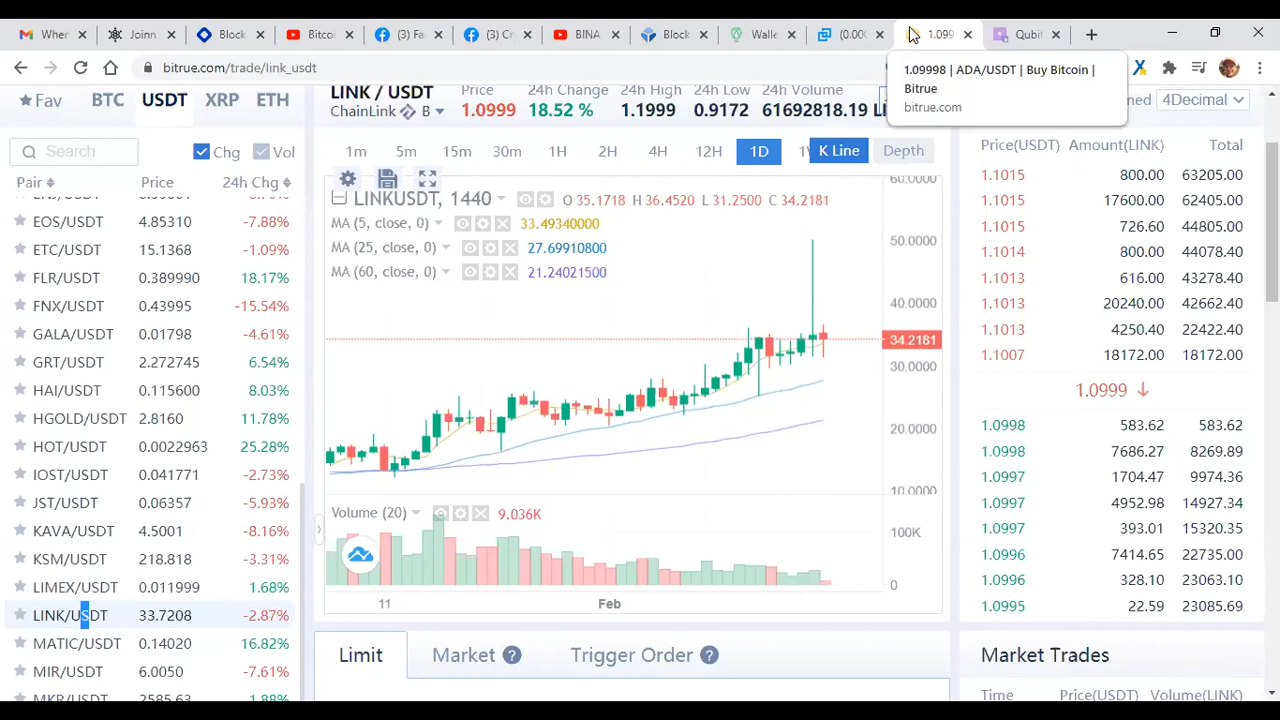 When
Joinn
Block
Bitcoi
(3) Fa
(3) Cr
BINA
Block
Walle
(0.00
1.099
Qubit
bitrue.com/trade/link_usdt
1.09998 | ADA/USDT | Buy Bitcoin |
Bitrue
bitrue.com
Fav BTC USDT XRP ETH
Search
Chg Vol
Pair Price 24h Chg
EOS/USDT 4.85310 -7.88%
ETC/USDT 15.1368 -1.09%
FLR/USDT 0.389990 18.17%
FNX/USDT 0.43995 -15.54%
GALA/USDT 0.01798 -4.61%
GRT/USDT 2.272745 6.54%
HAI/USDT 0.115600 8.03%
HGOLD/USDT 2.8160 11.78%
HOT/USDT 0.0022963 25.28%
IOST/USDT 0.041771 -2.73%
JST/USDT 0.06357 -5.93%
KAVA/USDT 4.5001 -8.16%
KSM/USDT 218.818 -3.31%
LIMEX/USDT 0.011999 1.68%
LINK/USDT 33.7208 -2.87%
MATIC/USDT 0.14020 16.82%
MIR/USDT 6.0050 -7.61%
MKR/USDT 2585.63 1.88%
LINK / USDT Price 24h Change 24h High 24h Low 24h Volume
ChainLink B 1.0999 18.52 % 1.1999 0.9172 61692818.19
1m 5m 15m 30m 1H 2H 4H 12H 1D K Line Depth
LINKUSDT, 1440 O 35.1718 H 36.4520 L 31.2500 C 34.2181
MA (5, close, 0) 33.49340000
MA (25, close, 0) 27.69910800
MA (60, close, 0) 21.24021500
60.0000
50.0000
40.0000
34.2181
30.0000
20.0000
10.0000
Volume (20) 9.036K
100K
0
11 Feb
Limit Market ? Trigger Order ?
4Decimal
Price(USDT) Amount(LINK) Total
1.1015 800.00 63205.00
1.1015 17600.00 62405.00
1.1015 726.60 44805.00
1.1014 800.00 44078.40
1.1013 616.00 43278.40
1.1013 20240.00 42662.40
1.1013 4250.40 22422.40
1.1007 18172.00 18172.00
1.0999 ↓
1.0998 583.62 583.62
1.0998 7686.27 8269.89
1.0997 1704.47 9974.36
1.0997 4952.98 14927.34
1.0997 393.01 15320.35
1.0996 7414.65 22735.00
1.0996 328.10 23063.10
1.0995 22.59 23085.69
Market Trades
Time Price(USDT) Volume(LINK)